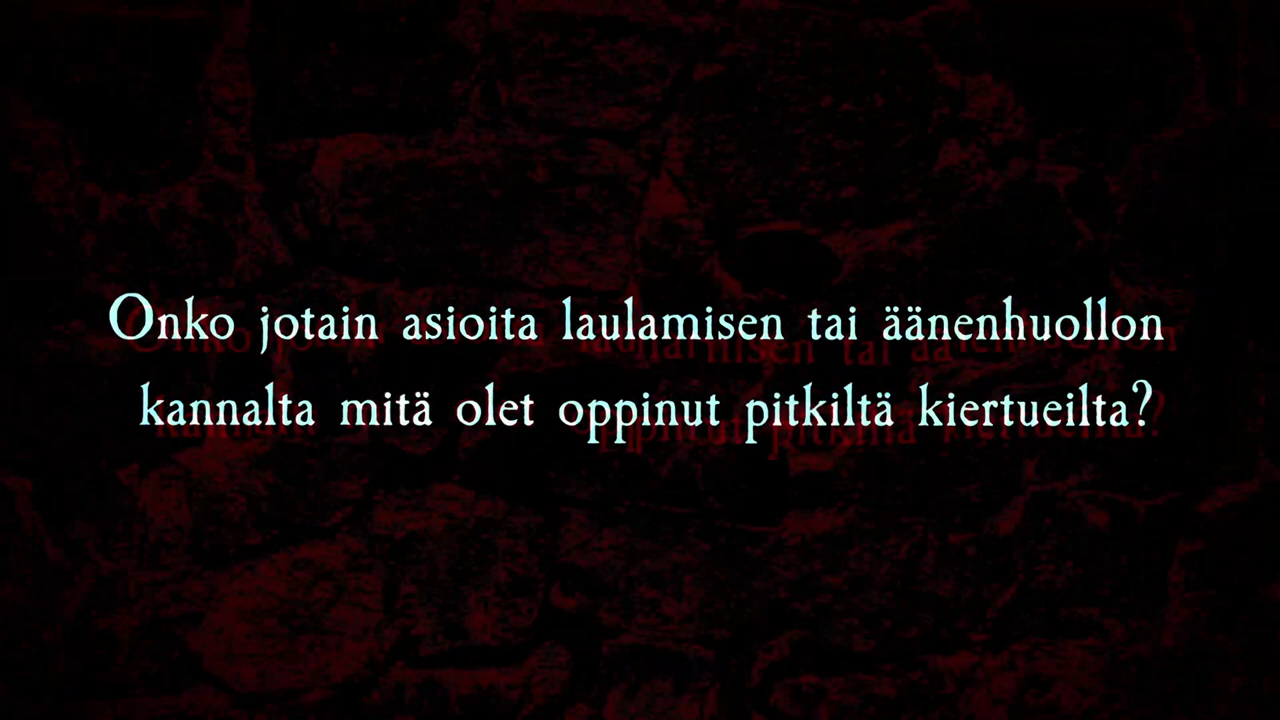 Onko jotain asioita laulamisen tai äänenhuollon
kannalta mitä olet oppinut pitkiltä kiertueilta?